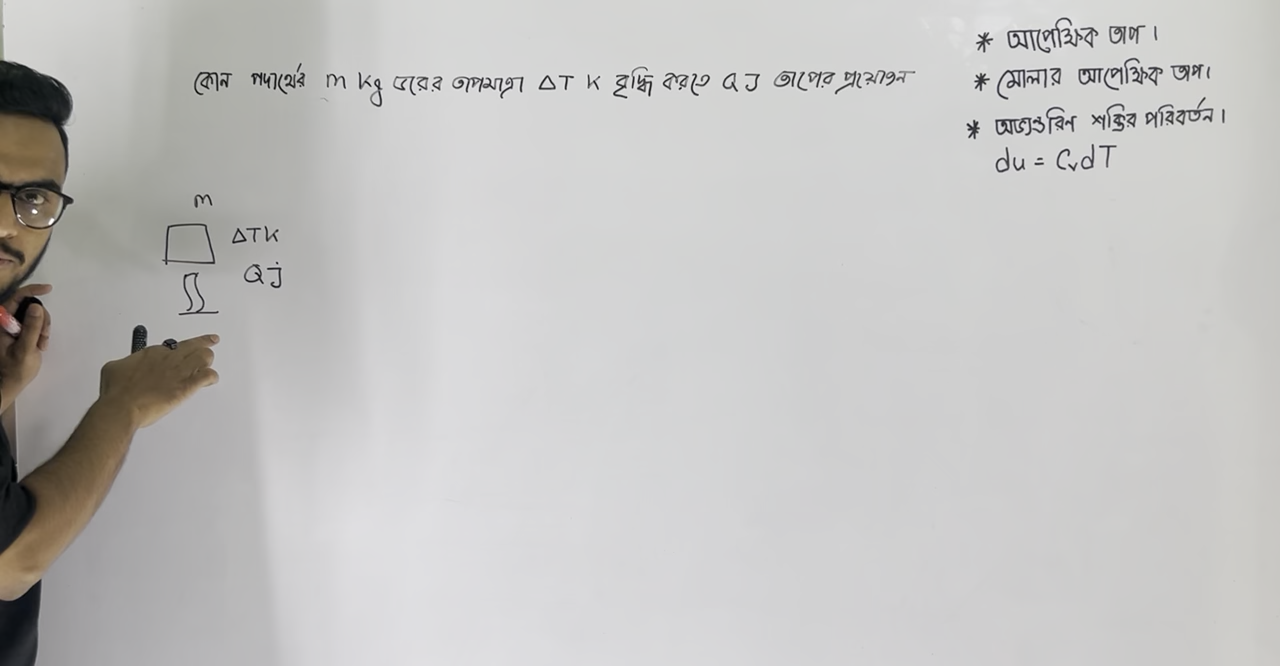 কোন পদার্থের m kg ভরের তাপমাত্রা ΔT K বৃদ্ধি করতে Q J তাপের প্রয়োজন
* আপেক্ষিক তাপ।
* মোলার আপেক্ষিক তাপ।
* অভ্যন্তরিণ শক্তির পরিবর্তন।
du = CvdT
m
ΔTK
Qj